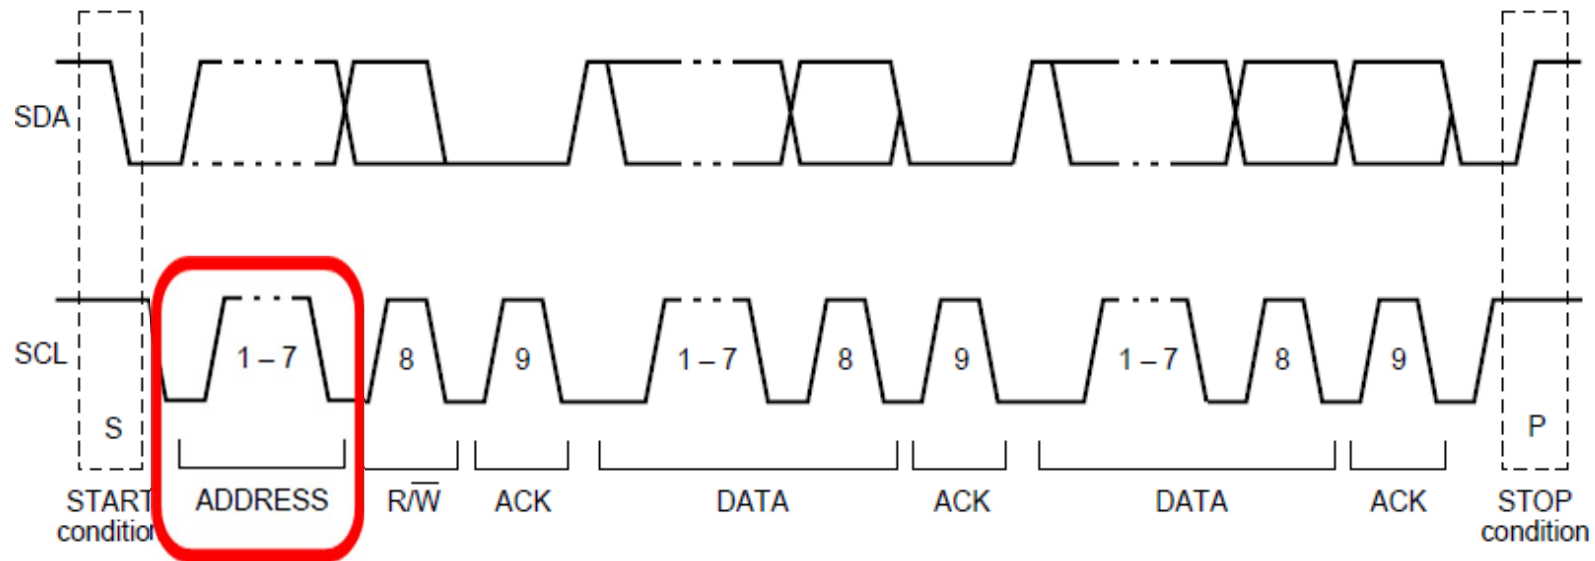 SDA
SCL
1 – 7
8
9
1 – 7
8
9
1 – 7
8
9
S
P
START
condition
ADDRESS
R/W̅
ACK
DATA
ACK
DATA
ACK
STOP
condition